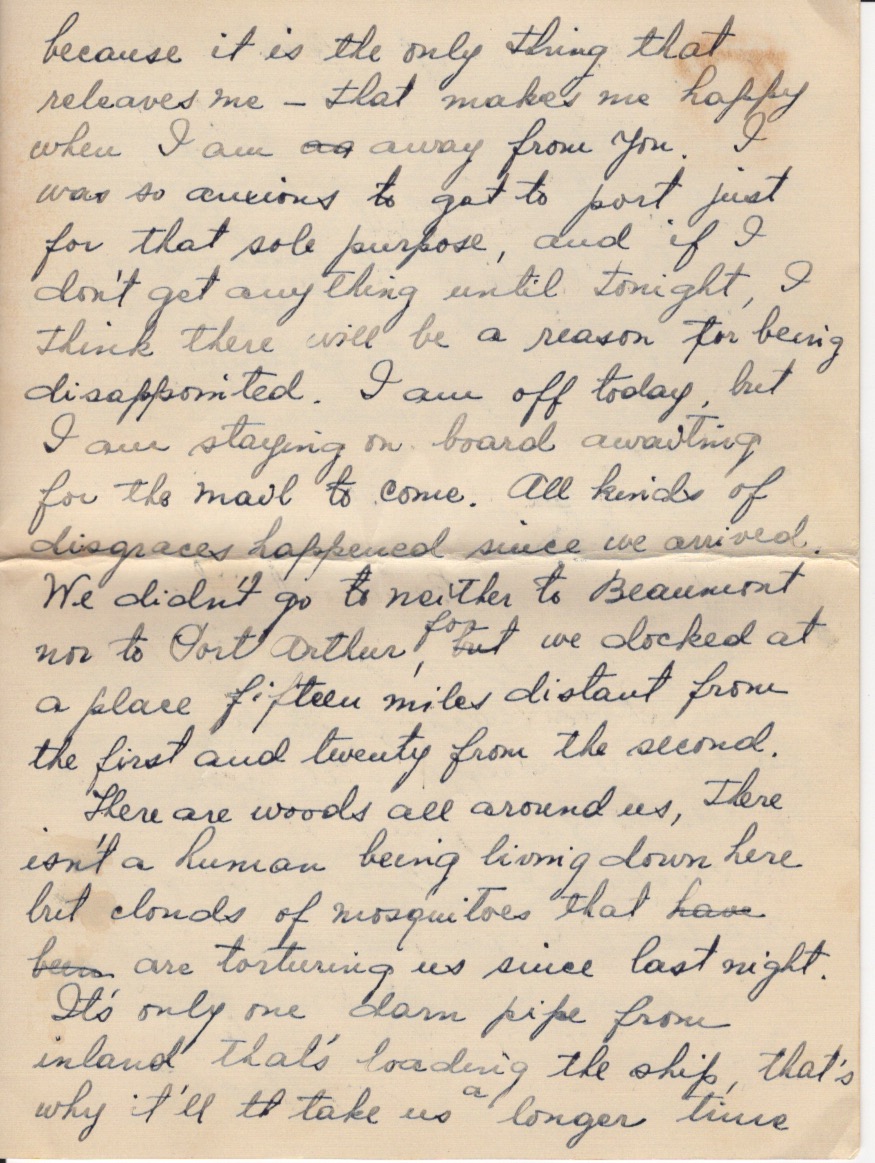 because it is the only thing that
releaves me - that makes me happy
when I am aa away from You. I
was so anxious to get to port just
for that sole purpose, and if I
don't get anything until tonight, I
think there will be a reason for being
disappointed. I am off today, but
I am staying on board awaiting
for the mail to come. All kinds of
disgraces happened since we arrived.
We didn't go to neither to Beaumont
nor to Port Arthur, for but we docked at
a place fifteen miles distant from
the first and twenty from the second.
There are woods all around us, there
isn't a human being living down here
but clouds of mosquitoes that have
been are torturing us since last night.
It's only one darn pipe from
inland that's loading the ship, that's
why it'll tt take us a longer time